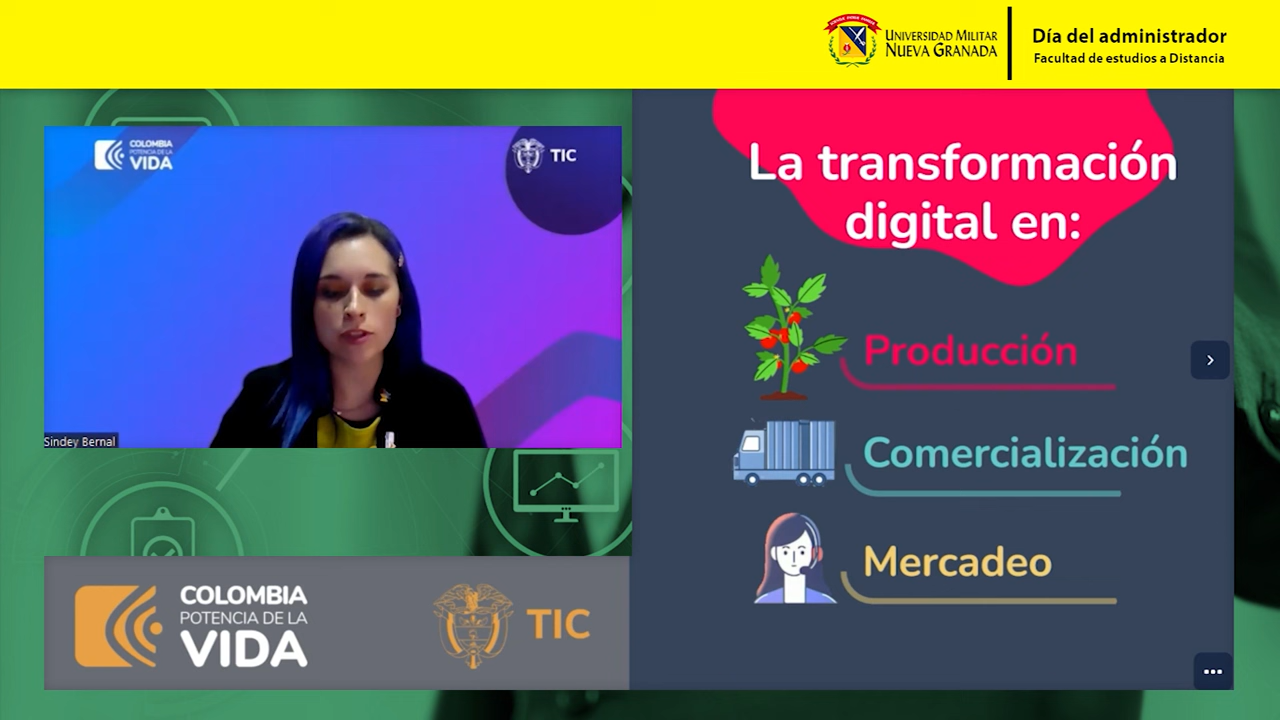 UNIVERSIDAD MILITAR
NUEVA GRANADA
Día del administrador
Facultad de estudios a Distancia
COLOMBIA
POTENCIA DE LA
VIDA
TIC
Sindey Bernal
La transformación
digital en:
Producción
Comercialización
Mercadeo
COLOMBIA
POTENCIA DE LA
VIDA
TIC